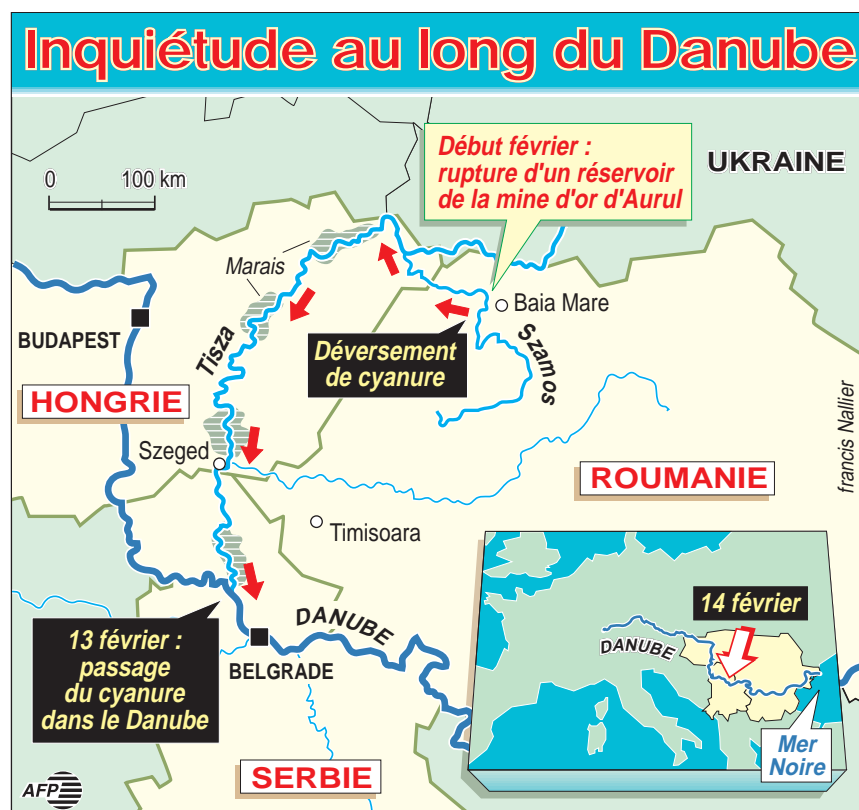 Inquiétude au long du Danube
Début février :
rupture d'un réservoir
de la mine d'or d'Aurul
UKRAINE
0 100 km
Marais
Baia Mare
BUDAPEST
Tisza
Déversement
de cyanure
Szamos
HONGRIE
Szeged
ROUMANIE
francis Nallier
Timisoara
14 février
DANUBE
13 février :
passage
du cyanure
dans le Danube
BELGRADE
DANUBE
Mer
Noire
SERBIE
AFP